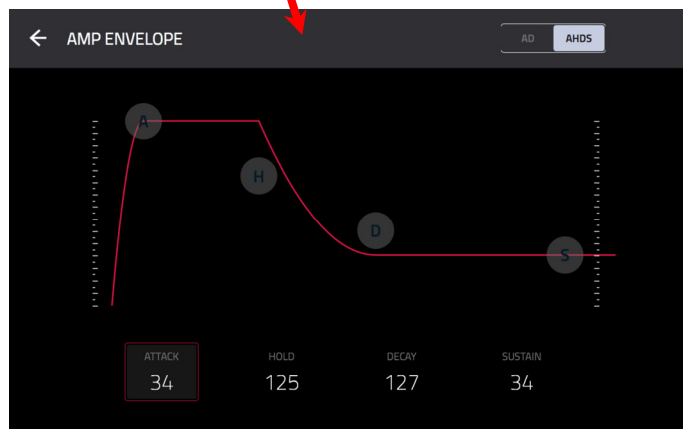 ← AMP ENVELOPE AD AHDS
A
H
D
S
ATTACK HOLD DECAY SUSTAIN
34 125 127 34